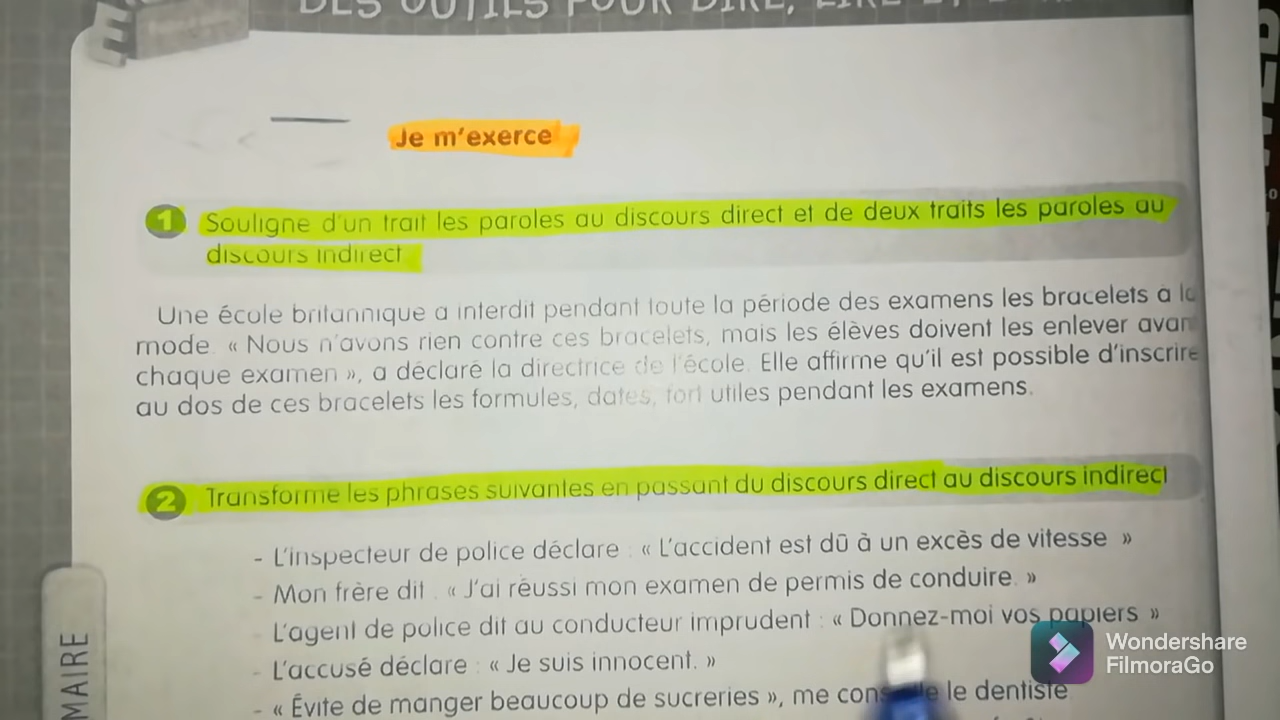 DES OUTILS POUR DIRE, LIRE ET
Je m'exerce
1 Souligne d'un trait les paroles au discours direct et de deux traits les paroles au
discours indirect
Une école britannique a interdit pendant toute la période des examens les bracelets à la
mode. « Nous n'avons rien contre ces bracelets, mais les élèves doivent les enlever avan
chaque examen », a déclaré la directrice de l'école. Elle affirme qu'il est possible d'inscrire
au dos de ces bracelets les formules, dates, fort utiles pendant les examens.
2 Transforme les phrases suivantes en passant du discours direct au discours indirect
- L'inspecteur de police déclare : « L'accident est dû à un excès de vitesse »
- Mon frère dit : « J'ai réussi mon examen de permis de conduire. »
- L'agent de police dit au conducteur imprudent : « Donnez-moi vos papiers »
- L'accusé déclare : « Je suis innocent. »
- « Évite de manger beaucoup de sucreries », me conseille le dentiste
MAIRE
Wondershare
FilmoraGo